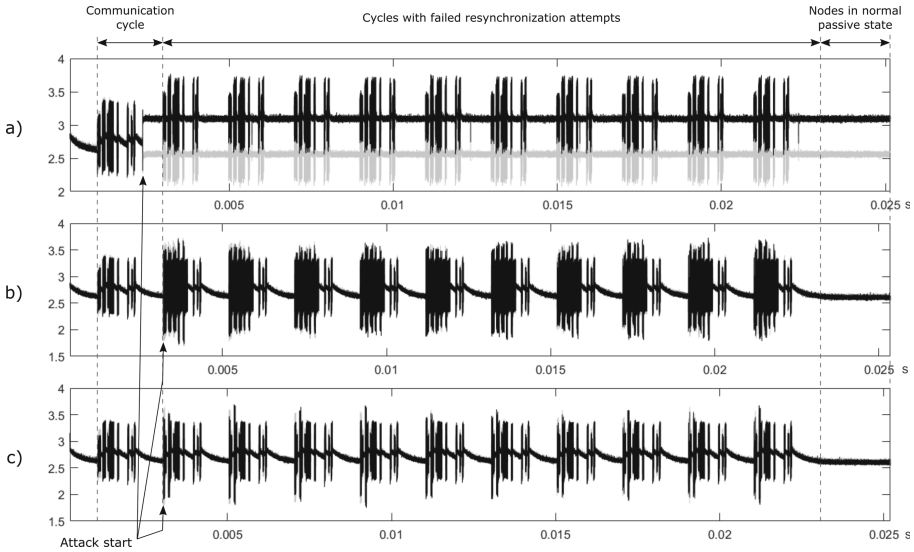 Communication
cycle
Cycles with failed resynchronization attempts
Nodes in normal
passive state
a)
4
3.5
3
2.5
2
0.005
0.01
0.015
0.02
0.025
s
b)
4
3.5
3
2.5
2
1.5
0.005
0.01
0.015
0.02
0.025
s
c)
4
3.5
3
2.5
2
1.5
0.005
0.01
0.015
0.02
0.025
s
Attack start